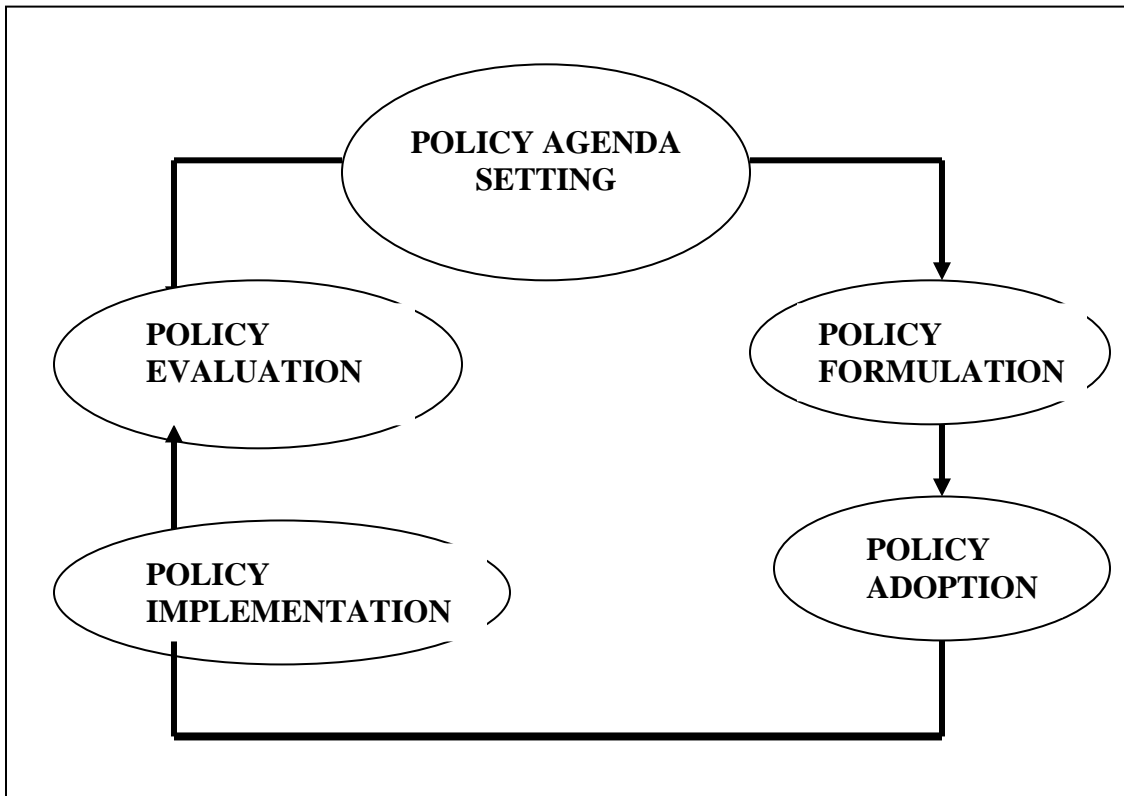 POLICY AGENDA
SETTING
POLICY
FORMULATION
POLICY
ADOPTION
POLICY
IMPLEMENTATION
POLICY
EVALUATION